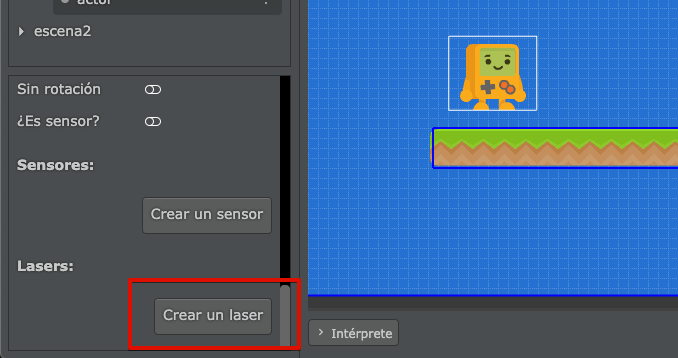 actor
escena2
Sin rotación
¿Es sensor?
Sensores:
Crear un sensor
Lasers:
Crear un laser
Intérprete